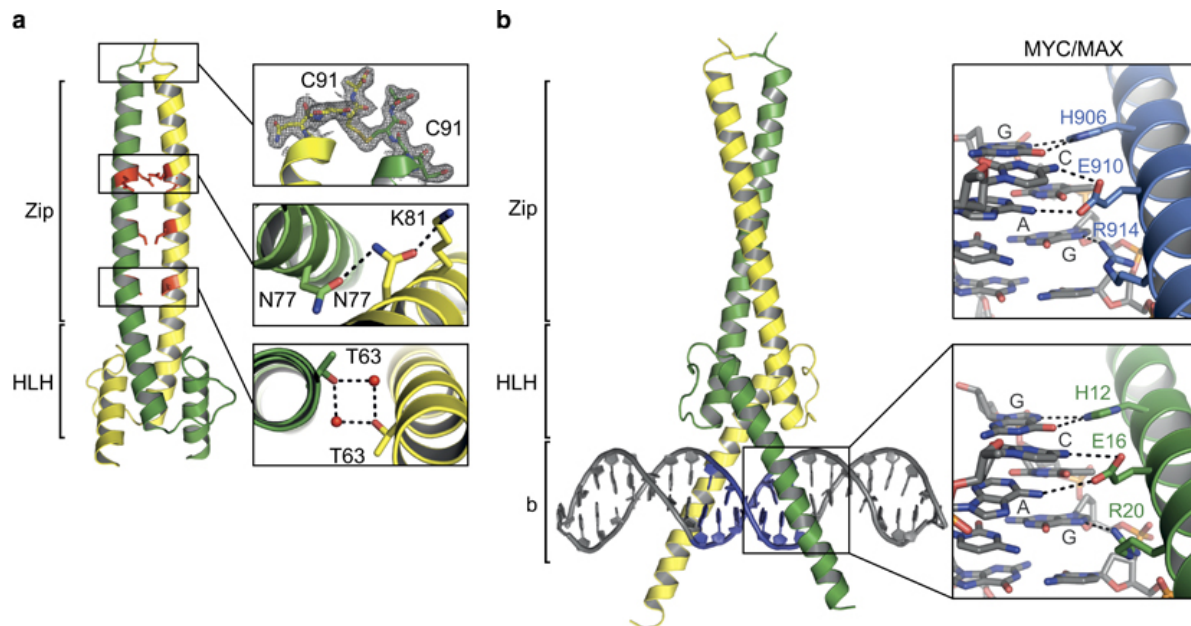 a
Zip
HLH
C91
C91
K81
N77
N77
T63
T63
b
Zip
HLH
b
MYC/MAX
G
H906
C
E910
A
R914
G
G
H12
C
E16
A
R20
G